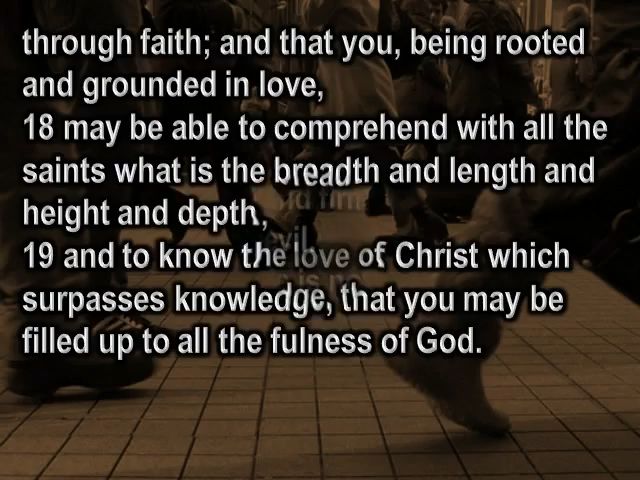 through faith; and that you, being rooted
and grounded in love,
18 may be able to comprehend with all the
saints what is the breadth and length and
height and depth,
19 and to know the love of Christ which
surpasses knowledge, that you may be
filled up to all the fulness of God.